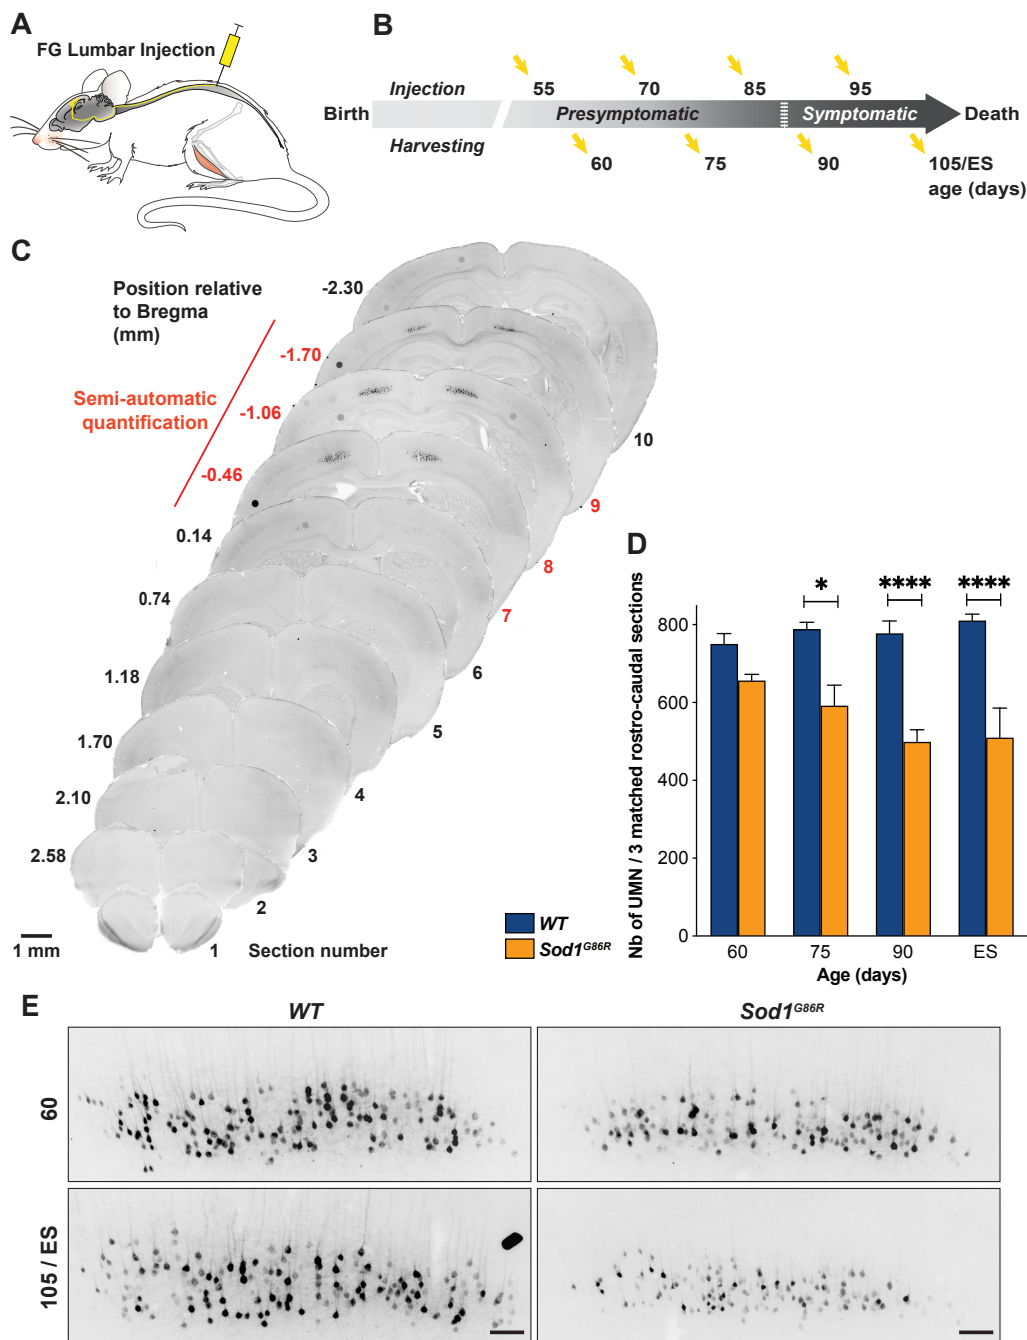 A
FG Lumbar Injection
B
55 70 85 95
Injection
Birth Presymptomatic Symptomatic Death
Harvesting
60 75 90 105/ES
age (days)
C
Position relative
to Bregma
(mm)
Semi-automatic
quantification
-2.30
-1.70
-1.06
-0.46
0.14
0.74
1.18
1.70
2.10
2.58
10
9
8
7
6
5
4
3
2
1
Section number
1 mm
D
* **** ****
Nb of UMN / 3 matched rostro-caudal sections
800
600
400
200
0
60 75 90 ES
Age (days)
WT
Sod1G86R
E
WT Sod1G86R
60
105 / ES